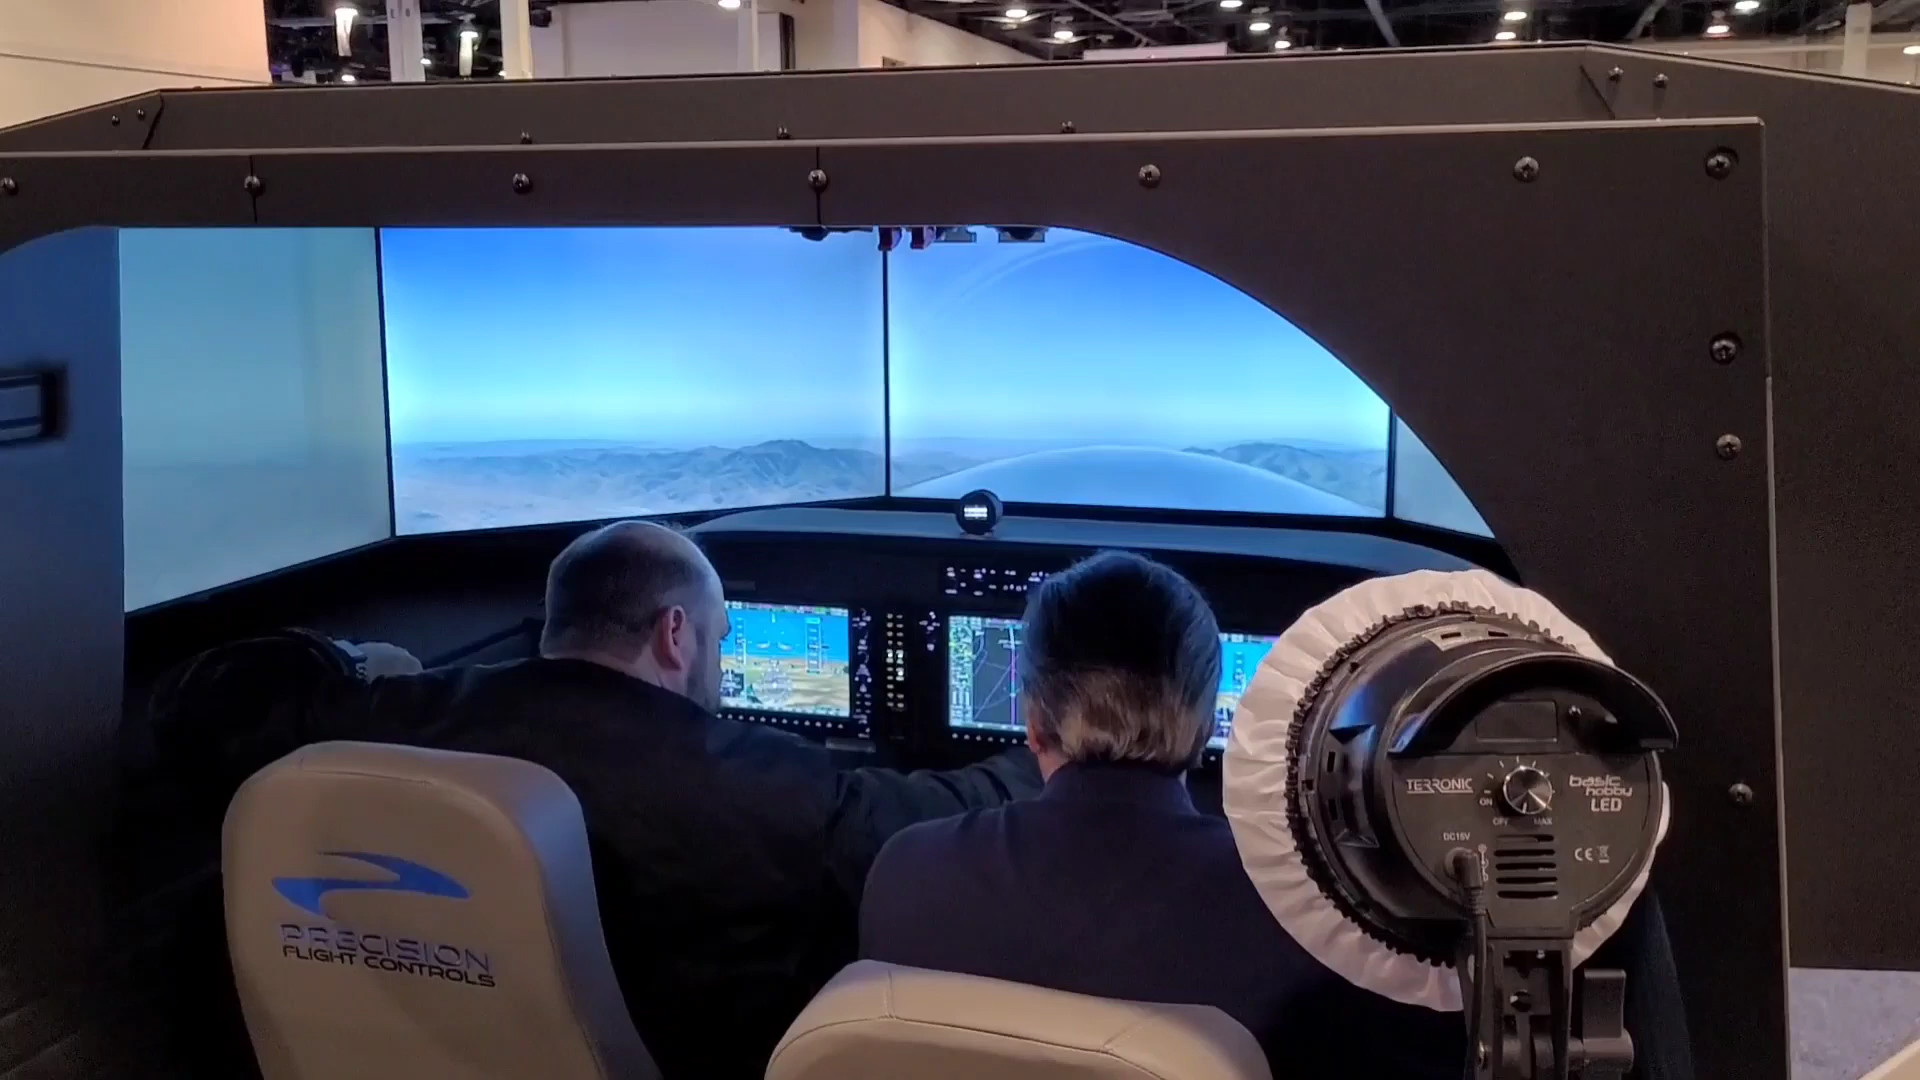 PRECISION
FLIGHT CONTROLS
TERRONIC
basic
hobby
LED
ON
OFF
MAX
DC15V
CE